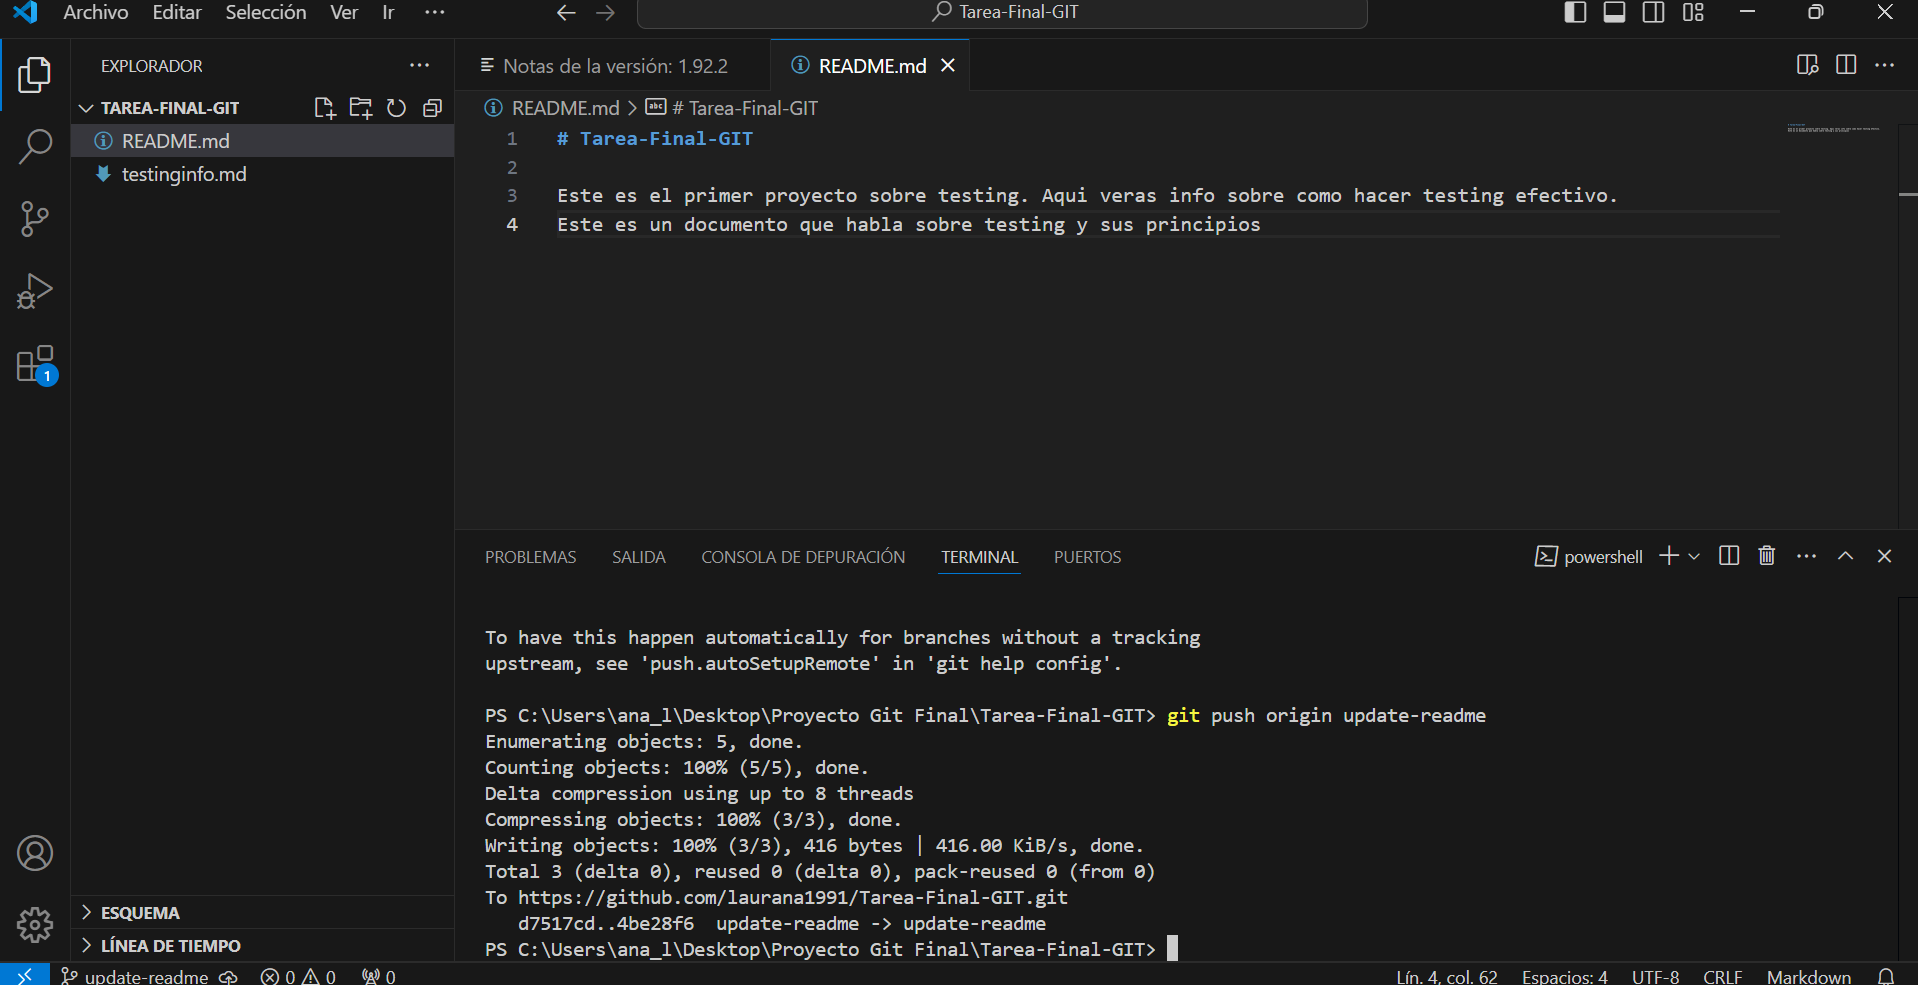 Archivo Editar Selección Ver Ir ··· Tarea-Final-GIT
EXPLORADOR ···
TAREA-FINAL-GIT
README.md
testinginfo.md
ESQUEMA
LÍNEA DE TIEMPO
1
Notas de la versión: 1.92.2 README.md
README.md > abc # Tarea-Final-GIT
1 # Tarea-Final-GIT
2
3 Este es el primer proyecto sobre testing. Aqui veras info sobre como hacer testing efectivo.
4 Este es un documento que habla sobre testing y sus principios
PROBLEMAS SALIDA CONSOLA DE DEPURACIÓN TERMINAL PUERTOS powershell
To have this happen automatically for branches without a tracking
upstream, see 'push.autoSetupRemote' in 'git help config'.
PS C:\Users\ana_l\Desktop\Proyecto Git Final\Tarea-Final-GIT> git push origin update-readme
Enumerating objects: 5, done.
Counting objects: 100% (5/5), done.
Delta compression using up to 8 threads
Compressing objects: 100% (3/3), done.
Writing objects: 100% (3/3), 416 bytes | 416.00 KiB/s, done.
Total 3 (delta 0), reused 0 (delta 0), pack-reused 0 (from 0)
To https://github.com/laurana1991/Tarea-Final-GIT.git
d7517cd..4be28f6 update-readme -> update-readme
PS C:\Users\ana_l\Desktop\Proyecto Git Final\Tarea-Final-GIT>
update-readme 0 0 0 Lín. 4, col. 62 Espacios: 4 UTF-8 CRLF Markdown